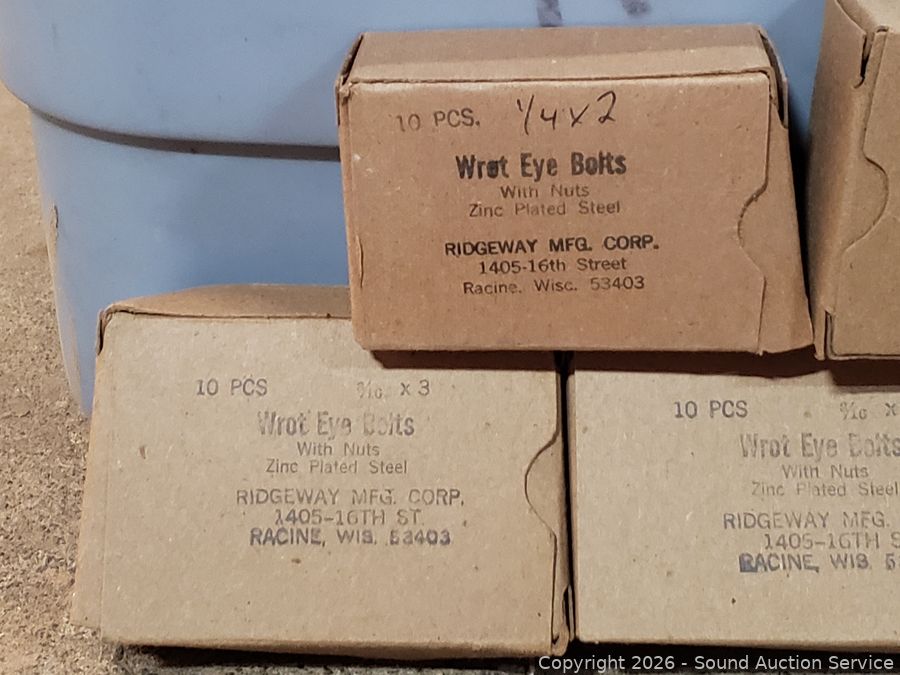 10 PCS. 1/4 x 2
Wrot Eye Bolts
With Nuts
Zinc Plated Steel
RIDGEWAY MFG. CORP.
1405-16th Street
Racine, Wisc. 53403
10 PCS x 3
Wrot Eye Bolts
With Nuts
Zinc Plated Steel
RIDGEWAY MFG. CORP.
1405-16TH ST.
RACINE, WIS. 53403
10 PCS x
Wrot Eye Bolts
With Nuts
Zinc Plated Steel
RIDGEWAY MFG.
1405-16TH
RACINE, WIS.
Copyright 2026 - Sound Auction Service